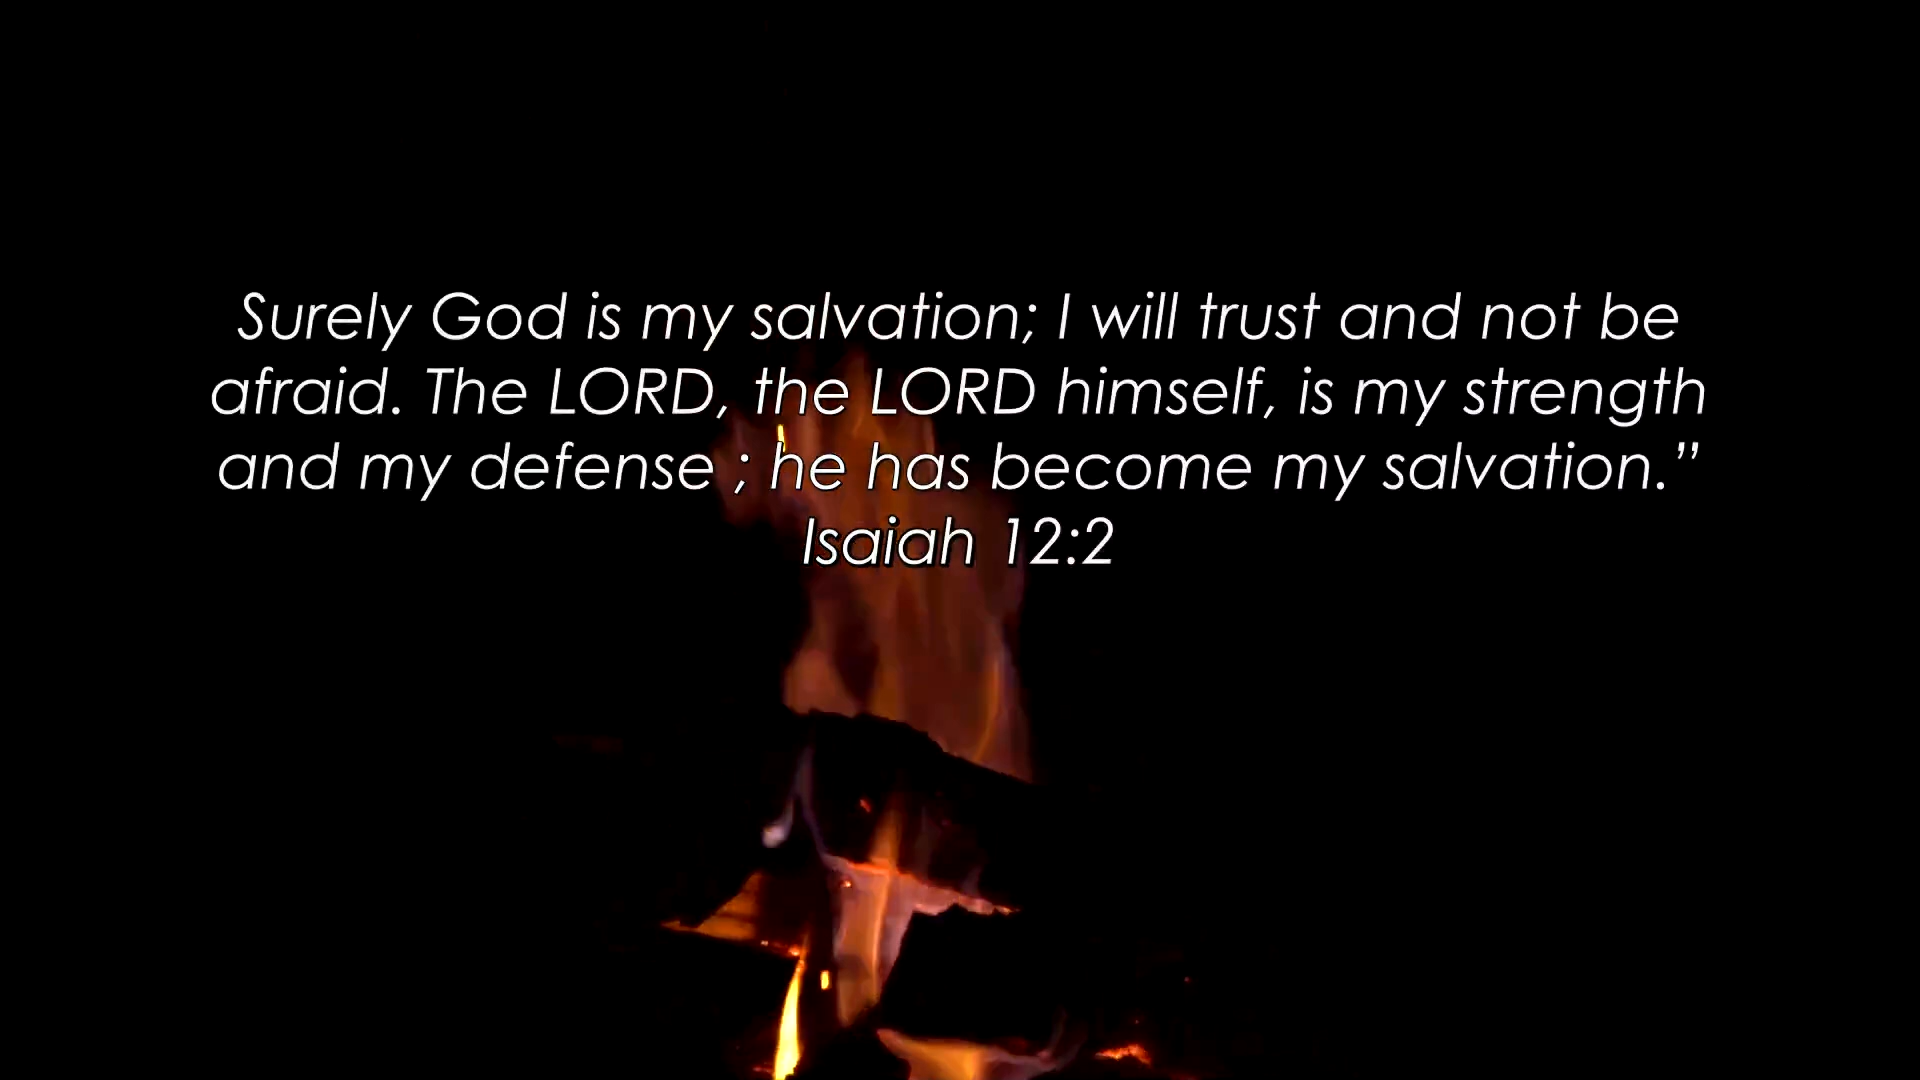 Surely God is my salvation; I will trust and not be
afraid. The LORD, the LORD himself, is my strength
and my defense ; he has become my salvation.”
Isaiah 12:2